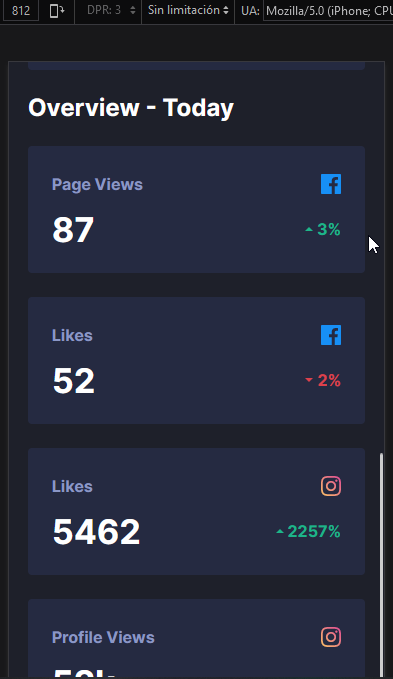 812 DPR: 3 Sin limitación UA: Mozilla/5.0 (iPhone; CPU
Overview - Today
Page Views
87 3%
Likes
52 2%
Likes
5462 2257%
Profile Views
52k